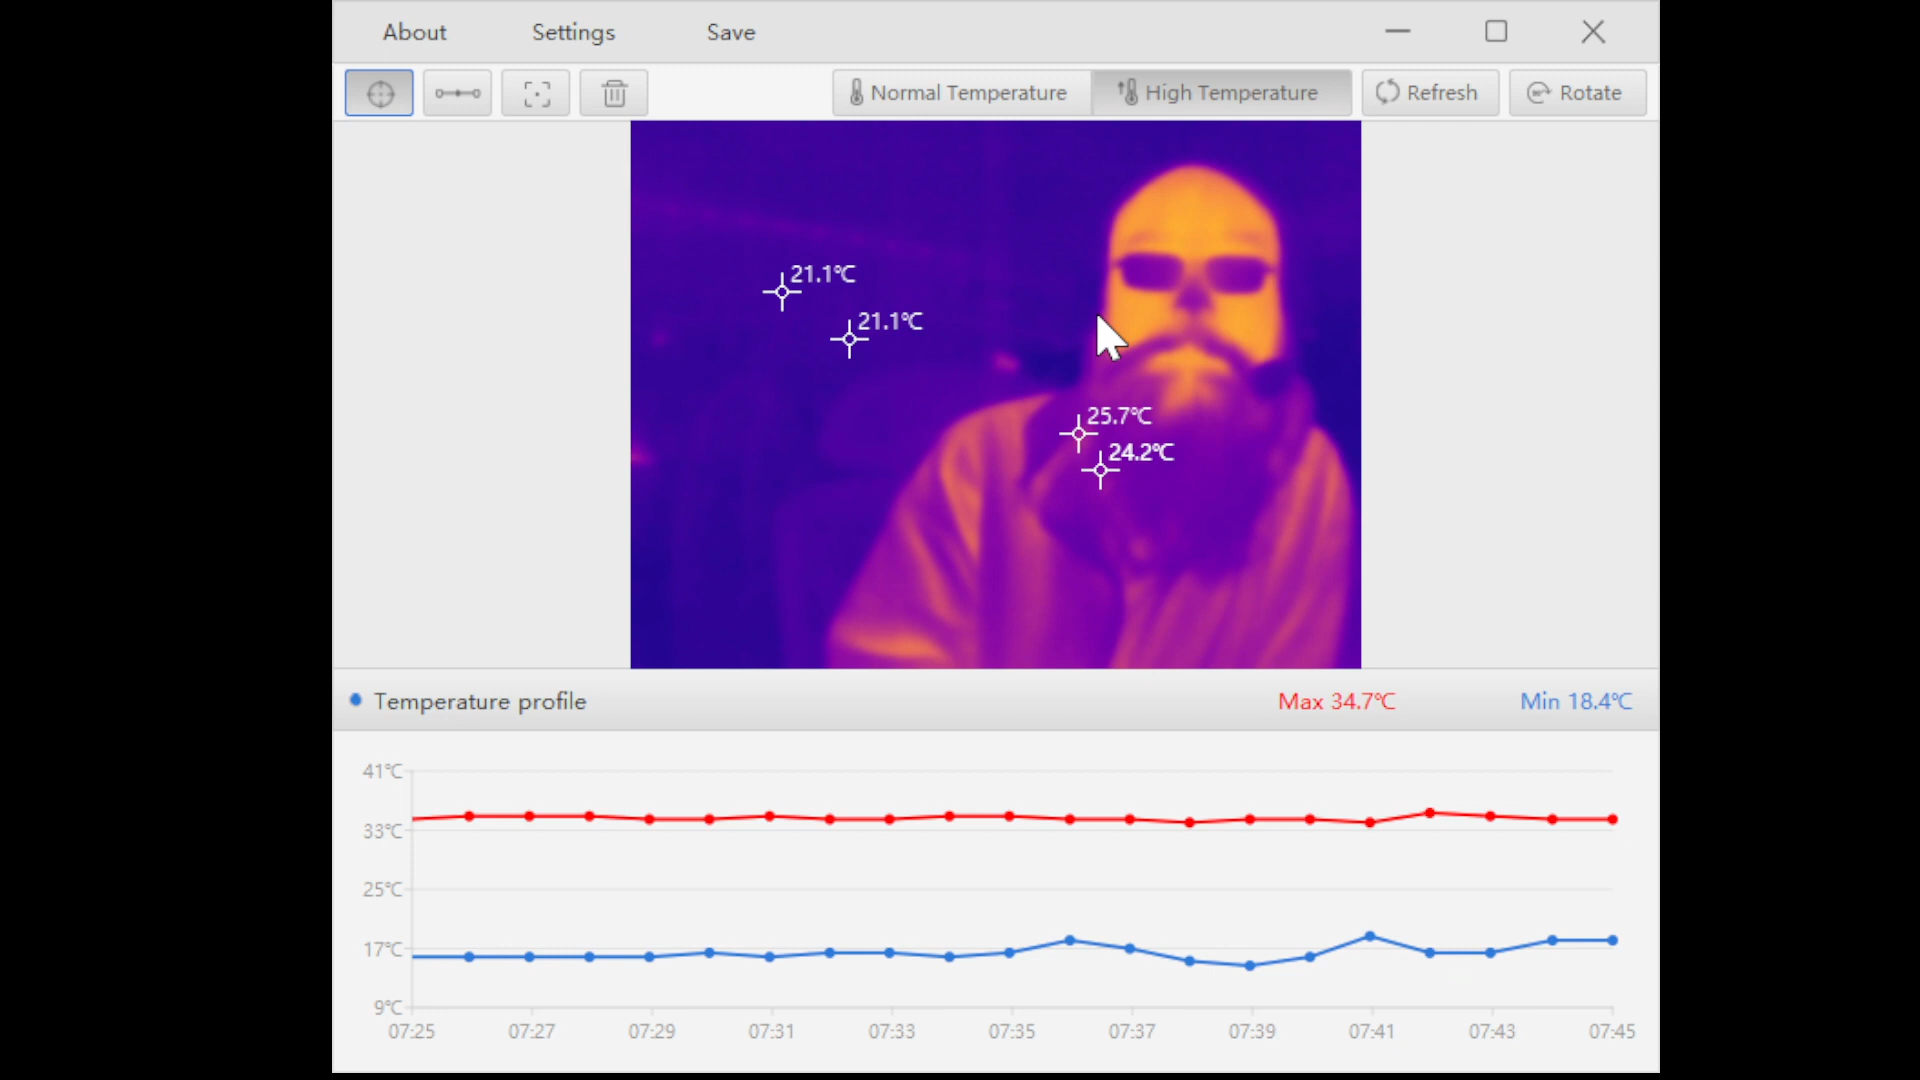 About Settings Save
Normal Temperature High Temperature Refresh Rotate
21.1℃
21.1℃
25.7℃
24.2℃
Temperature profile Max 34.7℃ Min 18.4℃
41℃
33℃
25℃
17℃
9℃
07:25 07:27 07:29 07:31 07:33 07:35 07:37 07:39 07:41 07:43 07:45